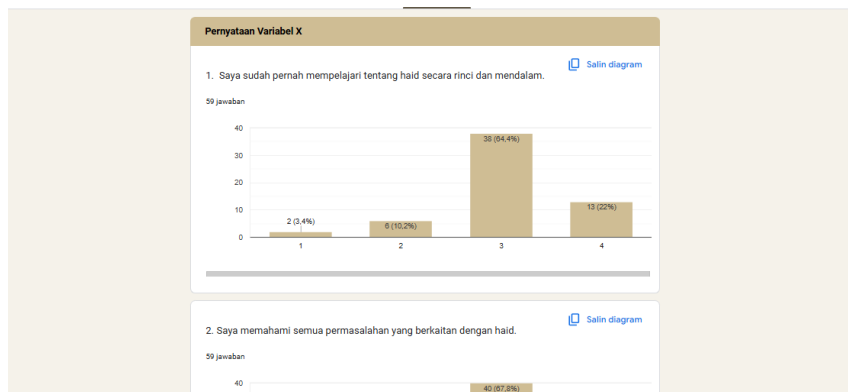 Pernyataan Variabel X
Salin diagram
1. Saya sudah pernah mempelajari tentang haid secara rinci dan mendalam.
59 jawaban
40
30
20
10
0
2 (3,4%)
6 (10,2%)
38 (64,4%)
13 (22%)
1 2 3 4
Salin diagram
2. Saya memahami semua permasalahan yang berkaitan dengan haid.
59 jawaban
40
40 (67,8%)